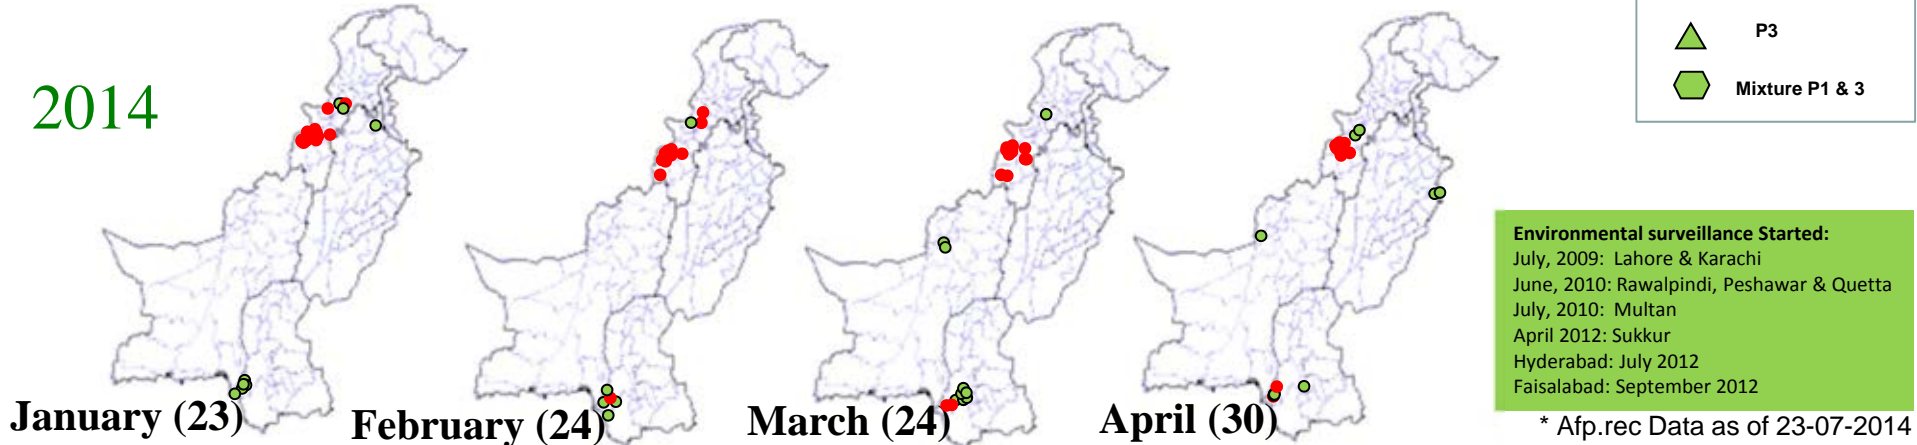 2014
P3
Mixture P1 & 3
Environmental surveillance Started:
July, 2009: Lahore & Karachi
June, 2010: Rawalpindi, Peshawar & Quetta
July, 2010: Multan
April 2012: Sukkur
Hyderabad: July 2012
Faisalabad: September 2012
January (23)
February (24)
March (24)
April (30)
* Afp.rec Data as of 23-07-2014